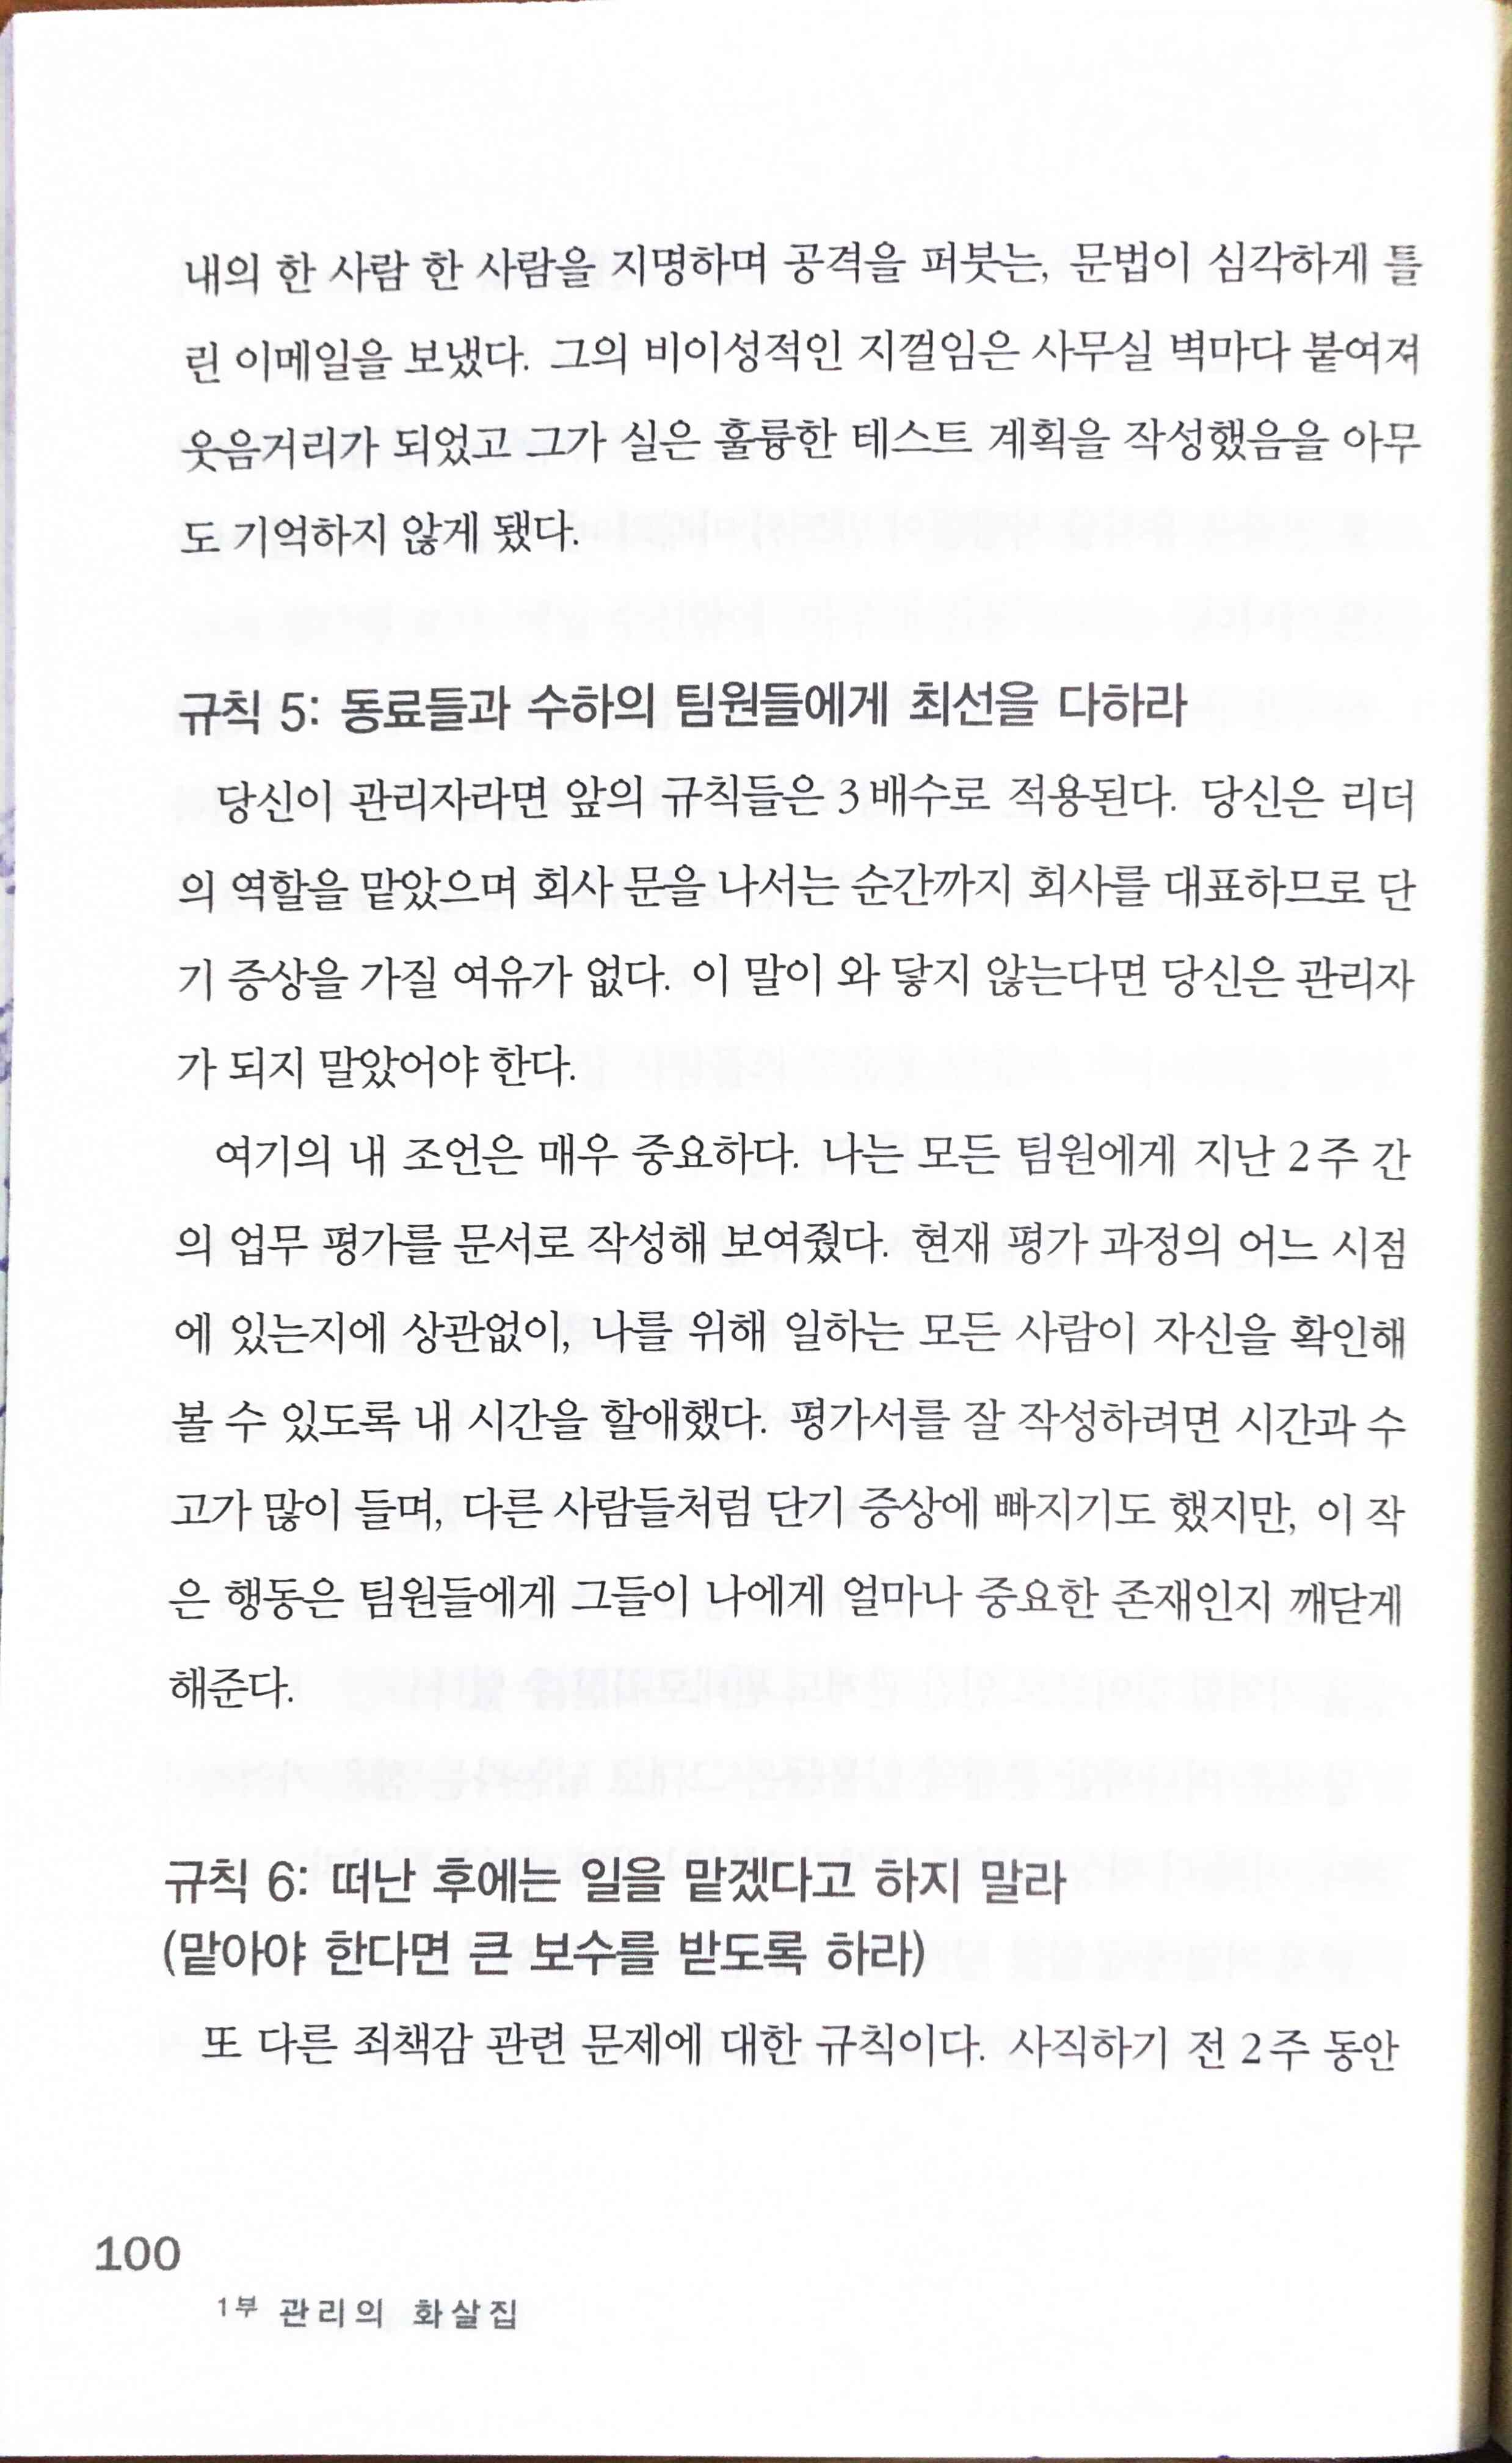 내의 한 사람 한 사람을 지명하며 공격을 퍼붓는, 문법이 심각하게 틀
린 이메일을 보냈다. 그의 비이성적인 지껄임은 사무실 벽마다 붙여져
웃음거리가 되었고 그가 실은 훌륭한 테스트 계획을 작성했음을 아무
도 기억하지 않게 됐다.
규칙 5: 동료들과 수하의 팀원들에게 최선을 다하라
당신이 관리자라면 앞의 규칙들은 3배수로 적용된다. 당신은 리더
의 역할을 맡았으며 회사 문을 나서는 순간까지 회사를 대표하므로 단
기 증상을 가질 여유가 없다. 이 말이 와 닿지 않는다면 당신은 관리자
가 되지 말았어야 한다.
여기의 내 조언은 매우 중요하다. 나는 모든 팀원에게 지난 2주 간
의 업무 평가를 문서로 작성해 보여줬다. 현재 평가 과정의 어느 시점
에 있는지에 상관없이, 나를 위해 일하는 모든 사람이 자신을 확인해
볼 수 있도록 내 시간을 할애했다. 평가서를 잘 작성하려면 시간과 수
고가 많이 들며, 다른 사람들처럼 단기 증상에 빠지기도 했지만, 이 작
은 행동은 팀원들에게 그들이 나에게 얼마나 중요한 존재인지 깨닫게
해준다.
규칙 6: 떠난 후에는 일을 맡겠다고 하지 말라
(맡아야 한다면 큰 보수를 받도록 하라)
또 다른 죄책감 관련 문제에 대한 규칙이다. 사직하기 전 2주 동안
100
1부 관리의 화살집